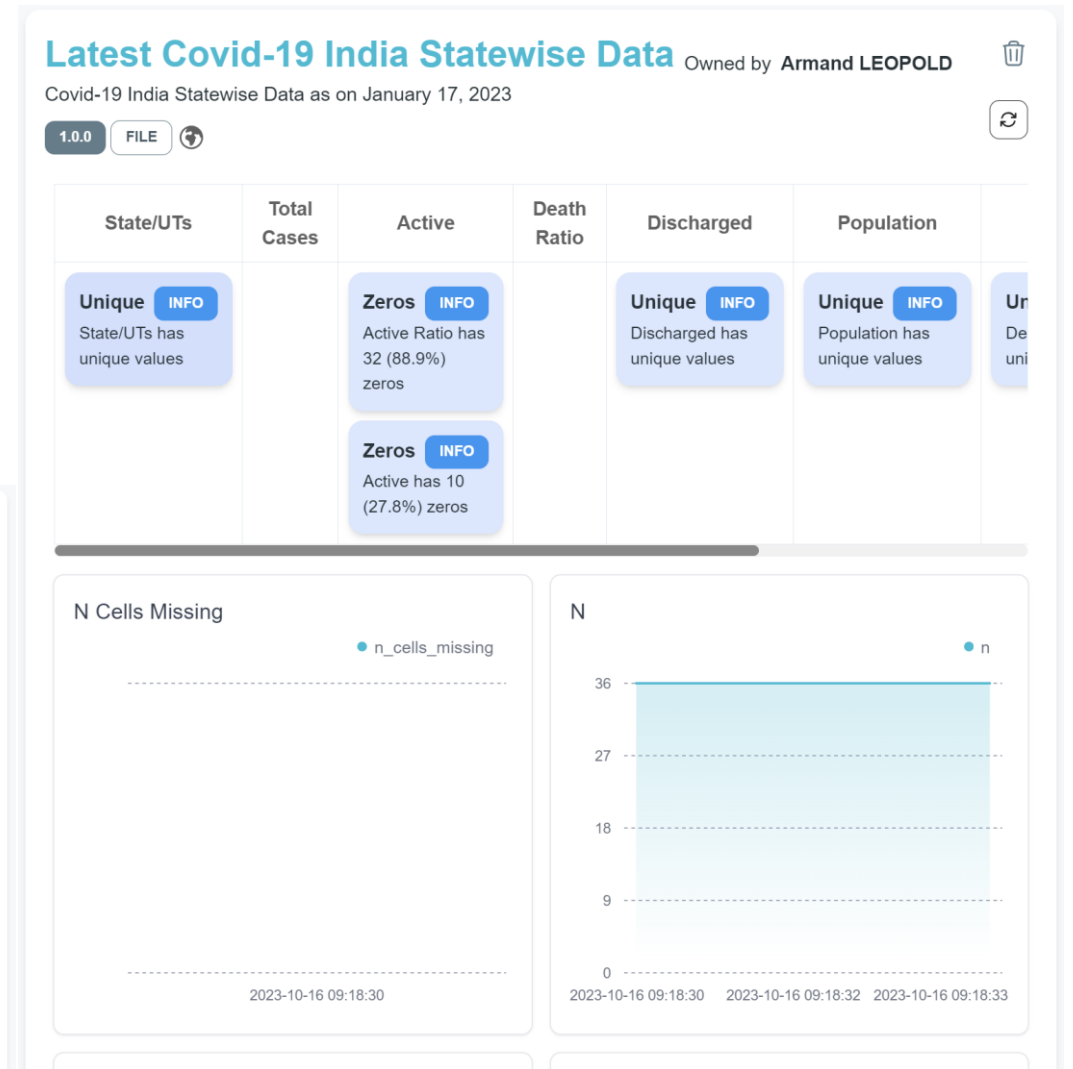 Latest Covid-19 India Statewise Data Owned by Armand LEOPOLD
Covid-19 India Statewise Data as on January 17, 2023
1.0.0 FILE
State/UTs
Total
Cases
Active
Death
Ratio
Discharged
Population
Unique INFO
State/UTs has
unique values
Zeros INFO
Active Ratio has
32 (88.9%)
zeros
Zeros INFO
Active has 10
(27.8%) zeros
Unique INFO
Discharged has
unique values
Unique INFO
Population has
unique values
N Cells Missing
n_cells_missing
2023-10-16 09:18:30
N
n
36
27
18
9
0
2023-10-16 09:18:30 2023-10-16 09:18:32 2023-10-16 09:18:33